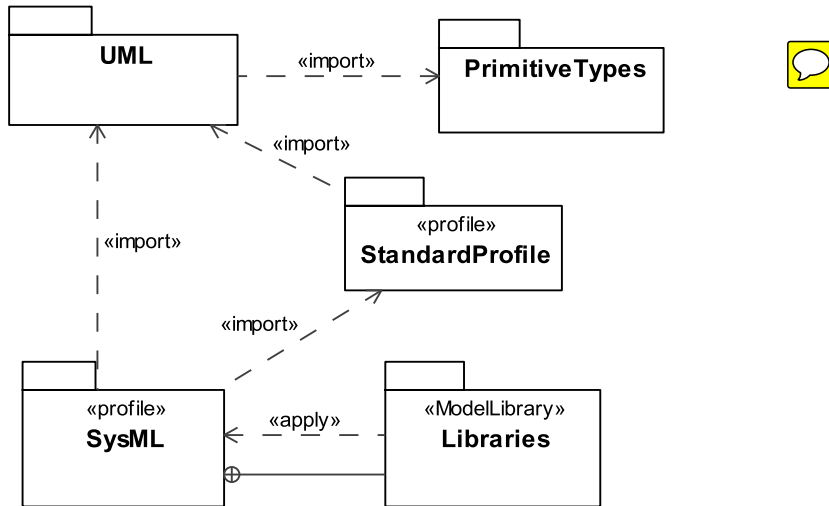 UML
«import»
PrimitiveTypes
«import»
«profile»
StandardProfile
«import»
«import»
«profile»
SysML
«apply»
«ModelLibrary»
Libraries